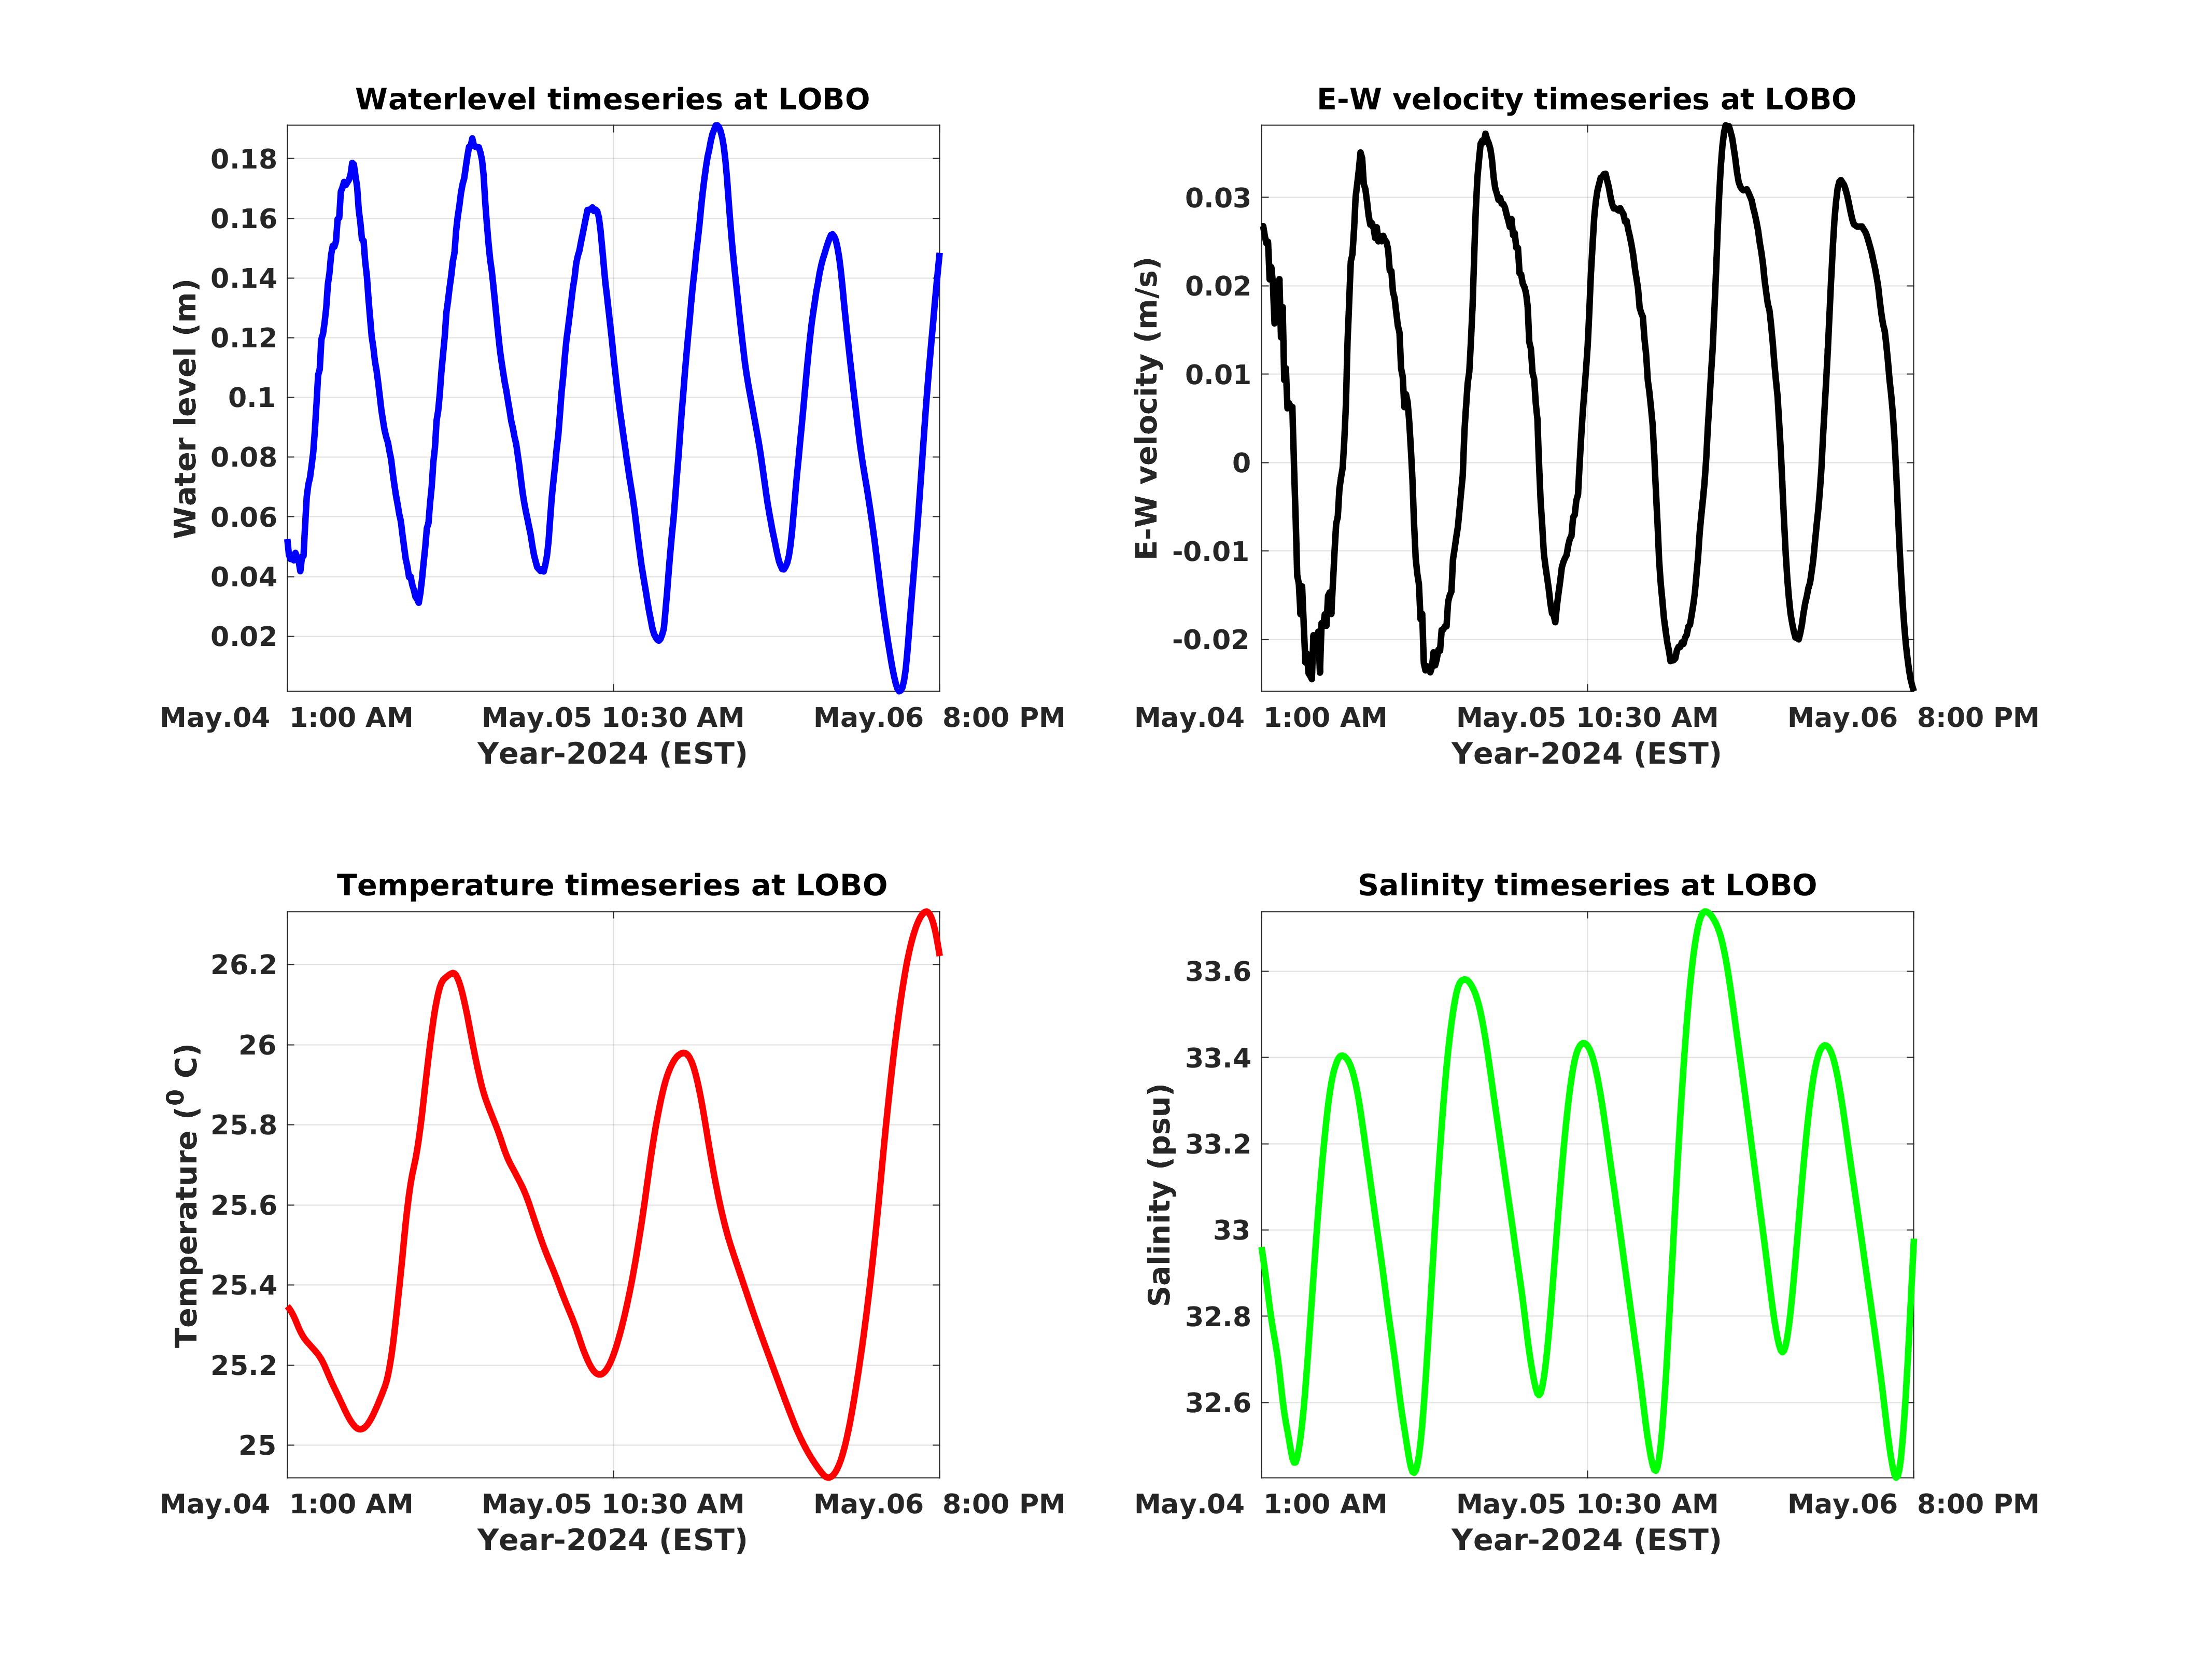 Waterlevel timeseries at LOBO
Water level (m)
0.18
0.16
0.14
0.12
0.1
0.08
0.06
0.04
0.02
May.04 1:00 AM May.05 10:30 AM May.06 8:00 PM
Year-2024 (EST)
E-W velocity timeseries at LOBO
E-W velocity (m/s)
0.03
0.02
0.01
0
-0.01
-0.02
May.04 1:00 AM May.05 10:30 AM May.06 8:00 PM
Year-2024 (EST)
Temperature timeseries at LOBO
Temperature (⁰ C)
26.2
26
25.8
25.6
25.4
25.2
25
May.04 1:00 AM May.05 10:30 AM May.06 8:00 PM
Year-2024 (EST)
Salinity timeseries at LOBO
Salinity (psu)
33.6
33.4
33.2
33
32.8
32.6
May.04 1:00 AM May.05 10:30 AM May.06 8:00 PM
Year-2024 (EST)